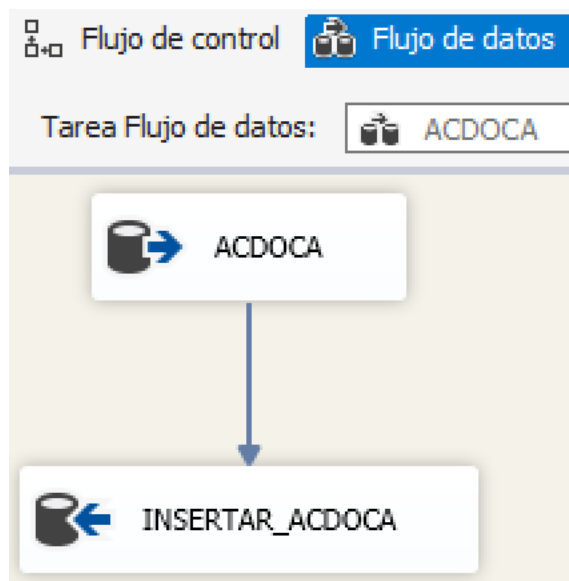 Flujo de control Flujo de datos
Tarea Flujo de datos: ACDOCA
ACDOCA
INSERTAR_ACDOCA